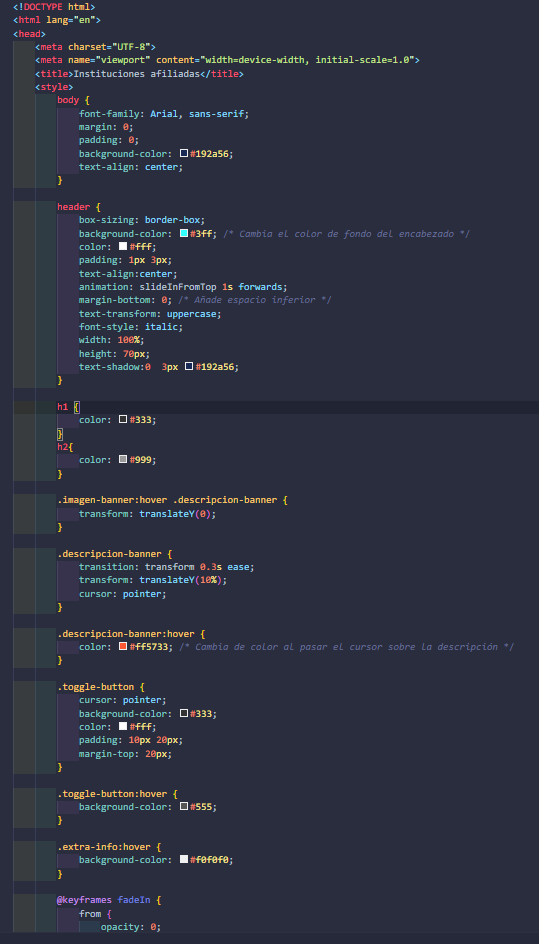 <!DOCTYPE html>
<html lang="en">
<head>
<meta charset="UTF-8">
<meta name="viewport" content="width=device-width, initial-scale=1.0">
<title>Instituciones afiliadas</title>
<style>
body {
font-family: Arial, sans-serif;
margin: 0;
padding: 0;
background-color: #192a56;
text-align: center;
}
header {
box-sizing: border-box;
background-color: #3ff; /* Cambia el color de fondo del encabezado */
color: #fff;
padding: 1px 3px;
text-align:center;
animation: slideInFromTop 1s forwards;
margin-bottom: 0; /* Añade espacio inferior */
text-transform: uppercase;
font-style: italic;
width: 100%;
height: 70px;
text-shadow:0  3px #192a56;
}
h1 {
color: #333;
}
h2{
color: #999;
}
.imagen-banner:hover .descripcion-banner {
transform: translateY(0);
}
.descripcion-banner {
transition: transform 0.3s ease;
transform: translateY(10%);
cursor: pointer;
}
.descripcion-banner:hover {
color: #ff5733; /* Cambia de color al pasar el cursor sobre la descripción */
}
.toggle-button {
cursor: pointer;
background-color: #333;
color: #fff;
padding: 10px 20px;
margin-top: 20px;
}
.toggle-button:hover {
background-color: #555;
}
.extra-info:hover {
background-color: #f0f0f0;
}
@keyframes fadeIn {
from {
opacity: 0;